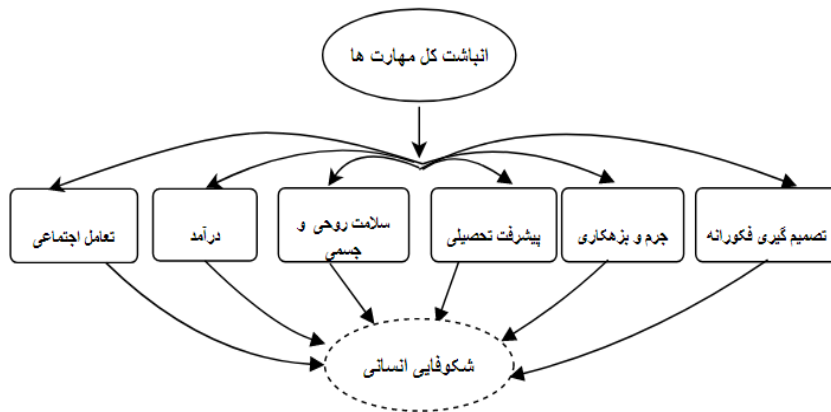 انباشت کل مهارت ها
تصمیم گیری فکورانه
جرم و بزهکاری
پیشرفت تحصیلی
سلامت روحی و
جسمی
درآمد
تعامل اجتماعی
شکوفایی انسانی